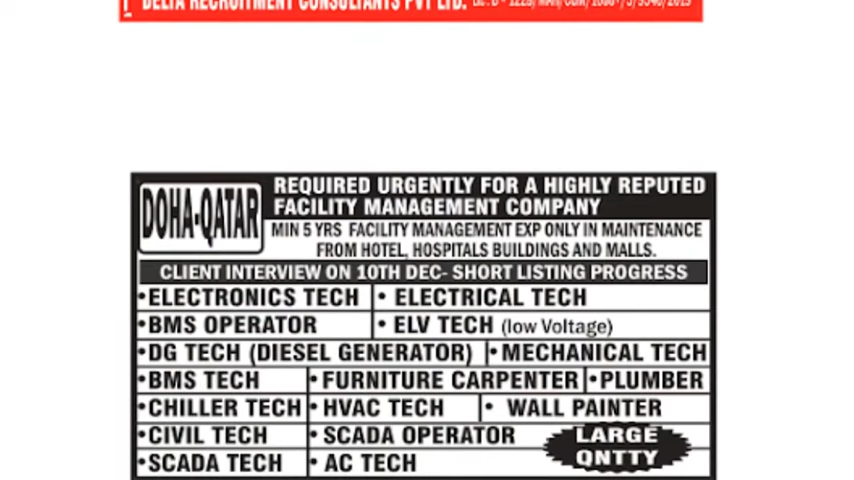 DELTA RECRUITMENT CONSULTANTS PVT LTD.
DOHA-QATAR
REQUIRED URGENTLY FOR A HIGHLY REPUTED
FACILITY MANAGEMENT COMPANY
MIN 5 YRS FACILITY MANAGEMENT EXP ONLY IN MAINTENANCE
FROM HOTEL, HOSPITALS BUILDINGS AND MALLS.
CLIENT INTERVIEW ON 10TH DEC- SHORT LISTING PROGRESS
•ELECTRONICS TECH • ELECTRICAL TECH
•BMS OPERATOR • ELV TECH (low Voltage)
•DG TECH (DIESEL GENERATOR) •MECHANICAL TECH
•BMS TECH •FURNITURE CARPENTER •PLUMBER
•CHILLER TECH •HVAC TECH • WALL PAINTER
•CIVIL TECH •SCADA OPERATOR
•SCADA TECH • AC TECH
LARGE
QNTTY